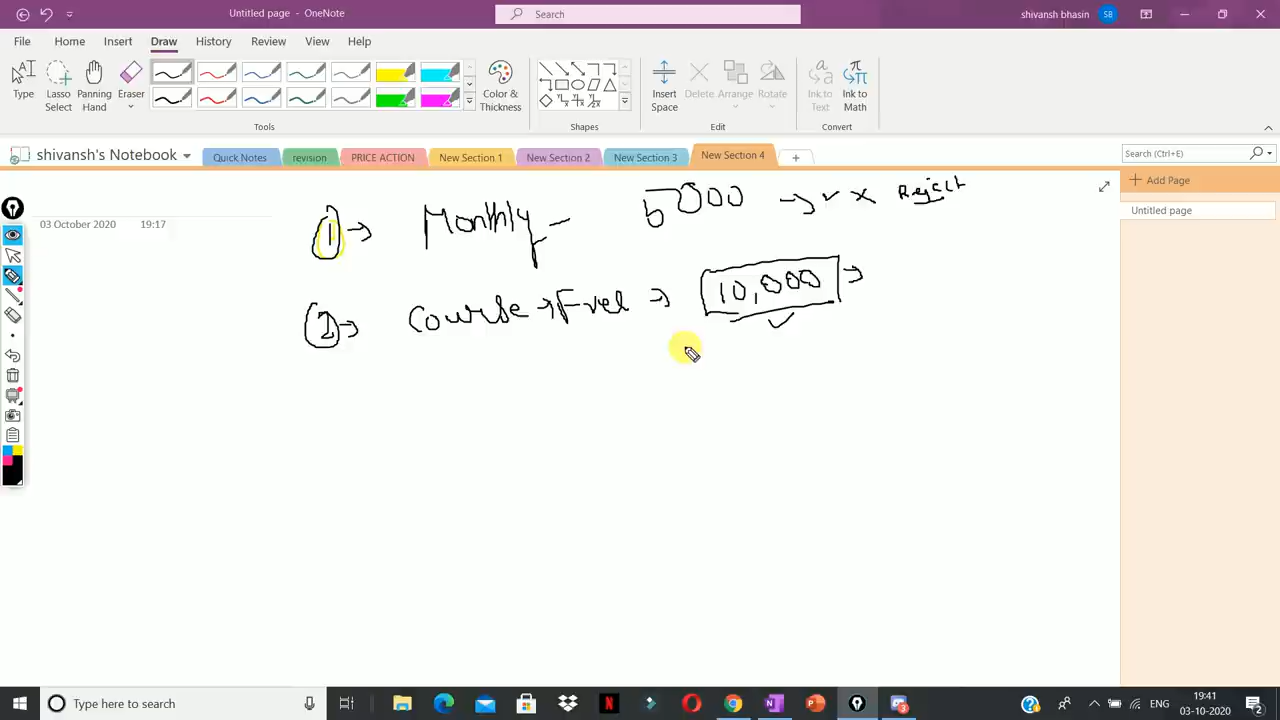 Untitled page - OneNote
Search
shivansh bhasin SB
File Home Insert Draw History Review View Help
Type Lasso Select Panning Hand Eraser
Color & Thickness
Insert Space Delete Arrange Rotate
Ink to Text Ink to Math
Tools Shapes Edit Convert
shivansh's Notebook Quick Notes revision PRICE ACTION New Section 1 New Section 2 New Section 3 New Section 4 + Search (Ctrl+E)
+ Add Page
Untitled page
03 October 2020 19:17
1 → Monthly - 5000 → ✓ x Reject
2 → Course → Free → 10,000 →
Type here to search
ENG 19:41
03-10-2020